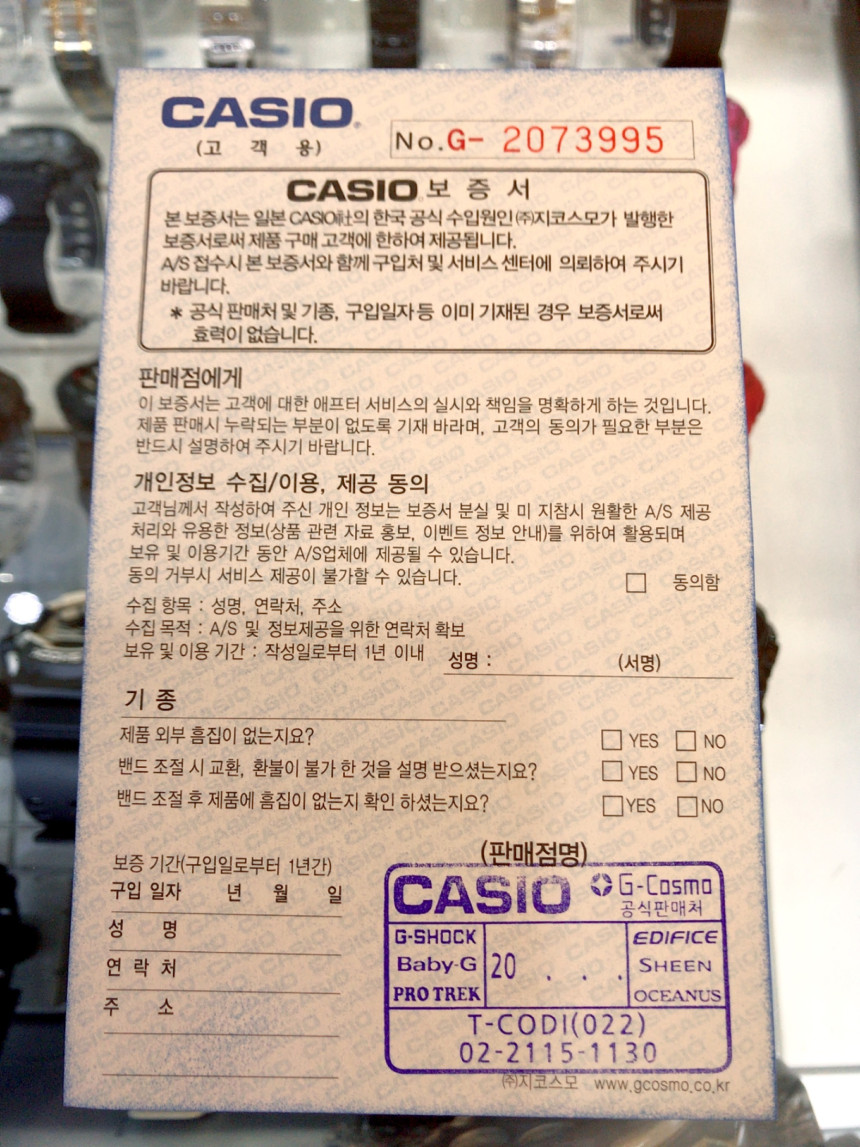 CASIO®
(고 객 용)
No.G- 2073995
CASIO 보 증 서
본 보증서는 일본 CASIO社의 한국 공식 수입원인 ㈜지코스모가 발행한
보증서로써 제품 구매 고객에 한하여 제공됩니다.
A/S 접수시 본 보증서와 함께 구입처 및 서비스 센터에 의뢰하여 주시기
바랍니다.
* 공식 판매처 및 기종, 구입일자 등 이미 기재된 경우 보증서로써
효력이 없습니다.
판매점에게
이 보증서는 고객에 대한 애프터 서비스의 실시와 책임을 명확하게 하는 것입니다.
제품 판매시 누락되는 부분이 없도록 기재 바라며, 고객의 동의가 필요한 부분은
반드시 설명하여 주시기 바랍니다.
개인정보 수집/이용, 제공 동의
고객님께서 작성하여 주신 개인 정보는 보증서 분실 및 미 지참시 원활한 A/S 제공
처리와 유용한 정보(상품 관련 자료 홍보, 이벤트 정보 안내)를 위하여 활용되며
보유 및 이용기간 동안 A/S업체에 제공될 수 있습니다.
동의 거부시 서비스 제공이 불가할 수 있습니다.
□ 동의함
수집 항목 : 성명, 연락처, 주소
수집 목적 : A/S 및 정보제공을 위한 연락처 확보
보유 및 이용 기간 : 작성일로부터 1년 이내
성명 : (서명)
기 종
제품 외부 흠집이 없는지요? □ YES □ NO
밴드 조절 시 교환, 환불이 불가 한 것을 설명 받으셨는지요? □ YES □ NO
밴드 조절 후 제품에 흠집이 없는지 확인 하셨는지요? □ YES □ NO
보증 기간(구입일로부터 1년간)
구입 일자 년 월 일
성 명
연 락 처
주 소
(판매점명)
CASIO G-Cosmo
공식판매처
G-SHOCK
Baby-G
PRO TREK
20 . . .
EDIFICE
SHEEN
OCEANUS
T-CODI(022)
02-2115-1130
㈜지코스모 www.gcosmo.co.kr